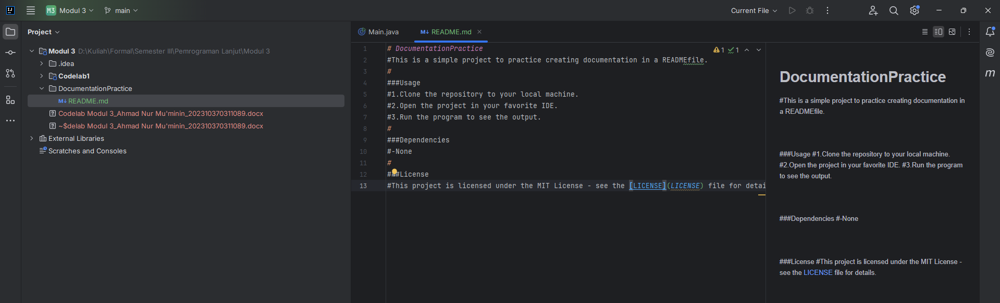 M3 Modul 3
main
Current File
Project
Modul 3 D:\Kuliah\Formal\Semester III\Pemrograman Lanjut\Modul 3
.idea
Codelab1
DocumentationPractice
M↓ README.md
Codelab Modul 3_Ahmad Nur Mu'minin_202310370311089.docx
~$delab Modul 3_Ahmad Nur Mu'minin_202310370311089.docx
External Libraries
Scratches and Consoles
Main.java
M↓ README.md
1 1
1 # DocumentationPractice
2 #This is a simple project to practice creating documentation in a READMEfile.
3 #
4 ###Usage
5 #1.Clone the repository to your local machine.
6 #2.Open the project in your favorite IDE.
7 #3.Run the program to see the output.
8 #
9 ###Dependencies
10 #-None
11 #
12 ###License
13 #This project is licensed under the MIT License - see the [LICENSE](LICENSE) file for detai
DocumentationPractice
#This is a simple project to practice creating documentation in
a READMEfile.
###Usage #1.Clone the repository to your local machine.
#2.Open the project in your favorite IDE. #3.Run the program
to see the output.
###Dependencies #-None
###License #This project is licensed under the MIT License -
see the LICENSE file for details.
m